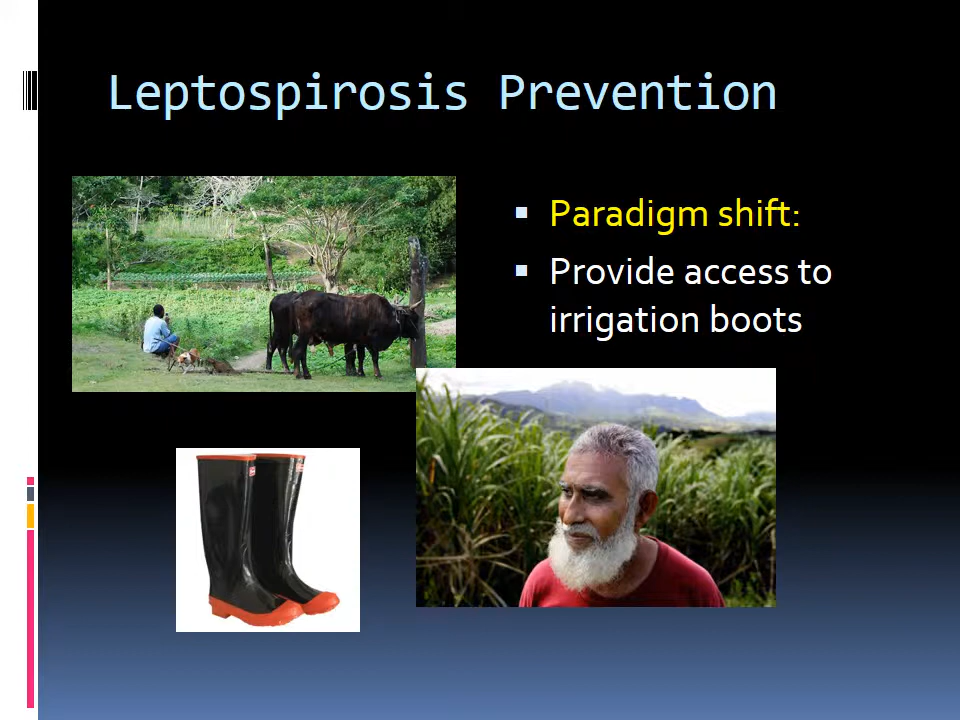 Leptospirosis Prevention
Paradigm shift:
Provide access to
irrigation boots